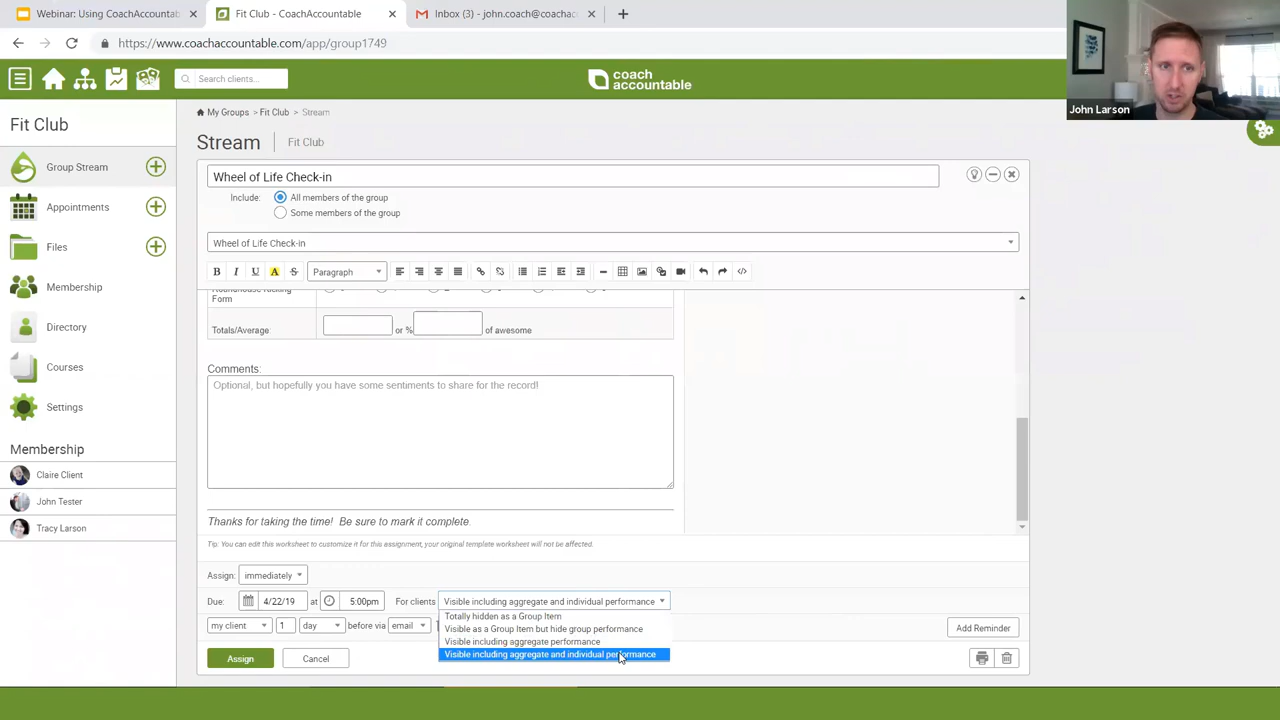 Webinar: Using CoachAccountab
Fit Club - CoachAccountable
Inbox (3) - john.coach@coachac
https://www.coachaccountable.com/app/group1749
Search clients...
coach
accountable
John Larson
Fit Club
My Groups > Fit Club > Stream
Stream
Fit Club
Group Stream
Appointments
Files
Membership
Directory
Courses
Settings
Membership
Claire Client
John Tester
Tracy Larson
Wheel of Life Check-in
Include:
All members of the group
Some members of the group
Wheel of Life Check-in
B I U A S Paragraph
Roundhouse Kicking
Form
Totals/Average: or % of awesome
Comments:
Optional, but hopefully you have some sentiments to share for the record!
Thanks for taking the time! Be sure to mark it complete.
Tip: You can edit this worksheet to customize it for this assignment, your original template worksheet will not be affected.
Assign: immediately
Due: 4/22/19 at 5:00pm For clients Visible including aggregate and individual performance
Totally hidden as a Group Item
Visible as a Group Item but hide group performance
Visible including aggregate performance
Visible including aggregate and individual performance
my client 1 day before via email
Add Reminder
Assign
Cancel